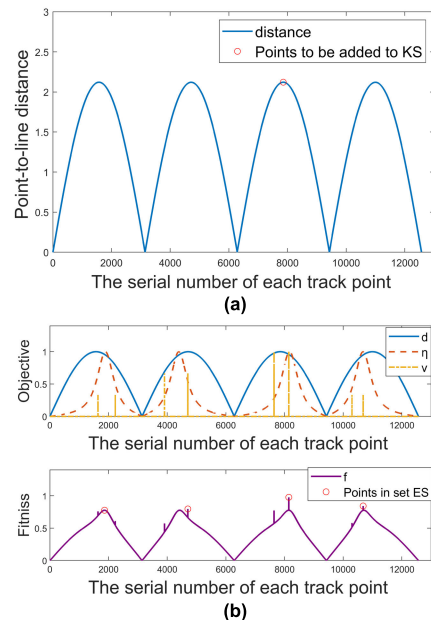 3
2.5
2
1.5
1
0.5
0
distance
Points to be added to KS
Point-to-line distance
0 2000 4000 6000 8000 10000 12000
The serial number of each track point
(a)
1
0.5
0
Objective
d
η
v
0 2000 4000 6000 8000 10000 12000
The serial number of each track point
1
0.5
0
Fitniss
f
Points in set ES
0 2000 4000 6000 8000 10000 12000
The serial number of each track point
(b)